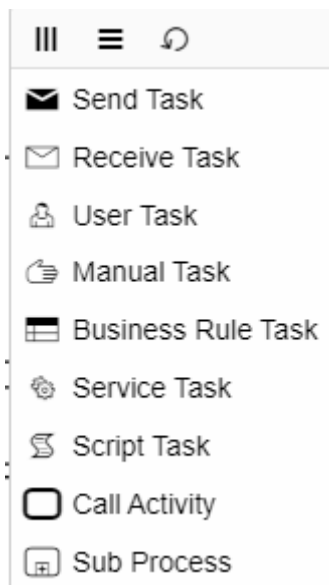 Send Task
Receive Task
User Task
Manual Task
Business Rule Task
Service Task
Script Task
Call Activity
Sub Process